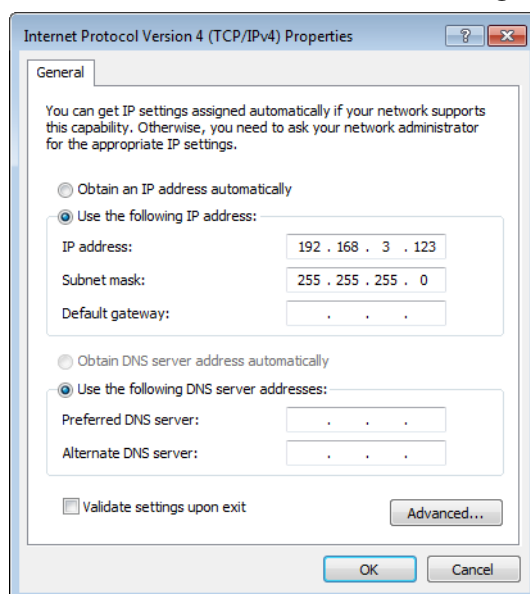 Internet Protocol Version 4 (TCP/IPv4) Properties
General
You can get IP settings assigned automatically if your network supports
this capability. Otherwise, you need to ask your network administrator
for the appropriate IP settings.
Obtain an IP address automatically
Use the following IP address:
IP address: 192 . 168 . 3 . 123
Subnet mask: 255 . 255 . 255 . 0
Default gateway: . . .
Obtain DNS server address automatically
Use the following DNS server addresses:
Preferred DNS server: . . .
Alternate DNS server: . . .
Validate settings upon exit
Advanced...
OK Cancel